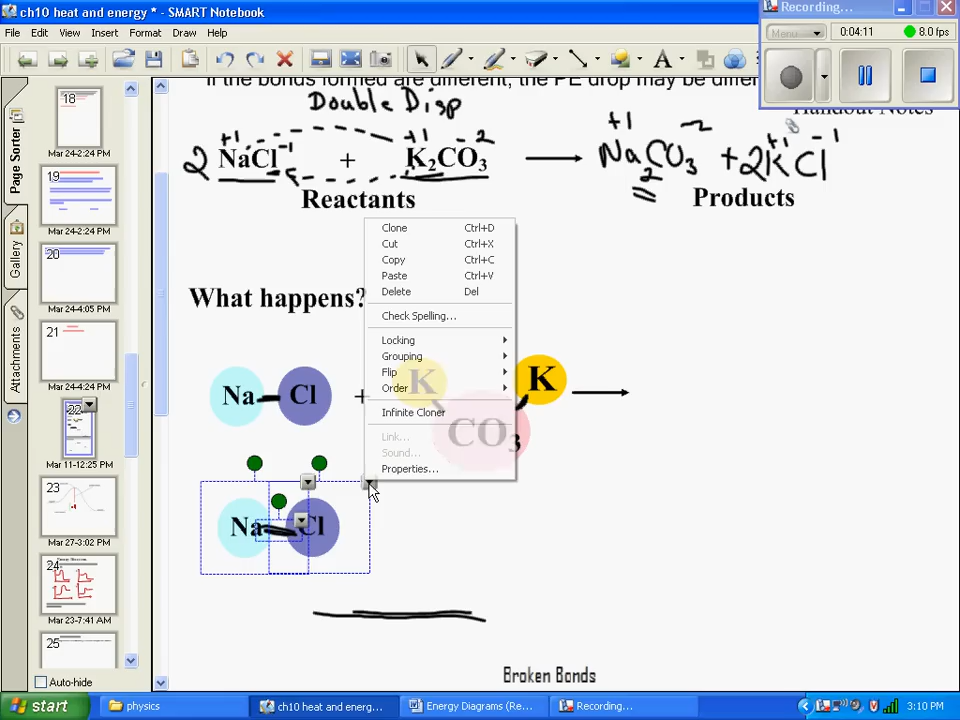 ch10 heat and energy * - SMART Notebook
Recording...
File Edit View Insert Format Draw Help
Menu
0:04:11
8.0 fps
If the bonds formed are different, the PE drop may be differ
Handout Notes
Double Disp
+1 -1 +1 -2 +1 -2 +1 -1
2 NaCl + K2CO3 → Na2CO3 + 2KCl
Reactants
Products
What happens?
Na Cl + K K →
CO3
Na Cl
Broken Bonds
Clone Ctrl+D
Cut Ctrl+X
Copy Ctrl+C
Paste Ctrl+V
Delete Del
Check Spelling...
Locking
Grouping
Flip
Order
Infinite Cloner
Link...
Sound...
Properties...
Page Sorter
Gallery
Attachments
18
Mar 24-2:24 PM
19
Mar 24-2:24 PM
20
Mar 24-4:05 PM
21
Mar 24-4:24 PM
22
Mar 11-12:25 PM
23
Mar 27-3:02 PM
24
Mar 23-7:41 AM
25
Auto-hide
start
physics
ch10 heat and energy...
Energy Diagrams (Re...
Recording...
3:10 PM